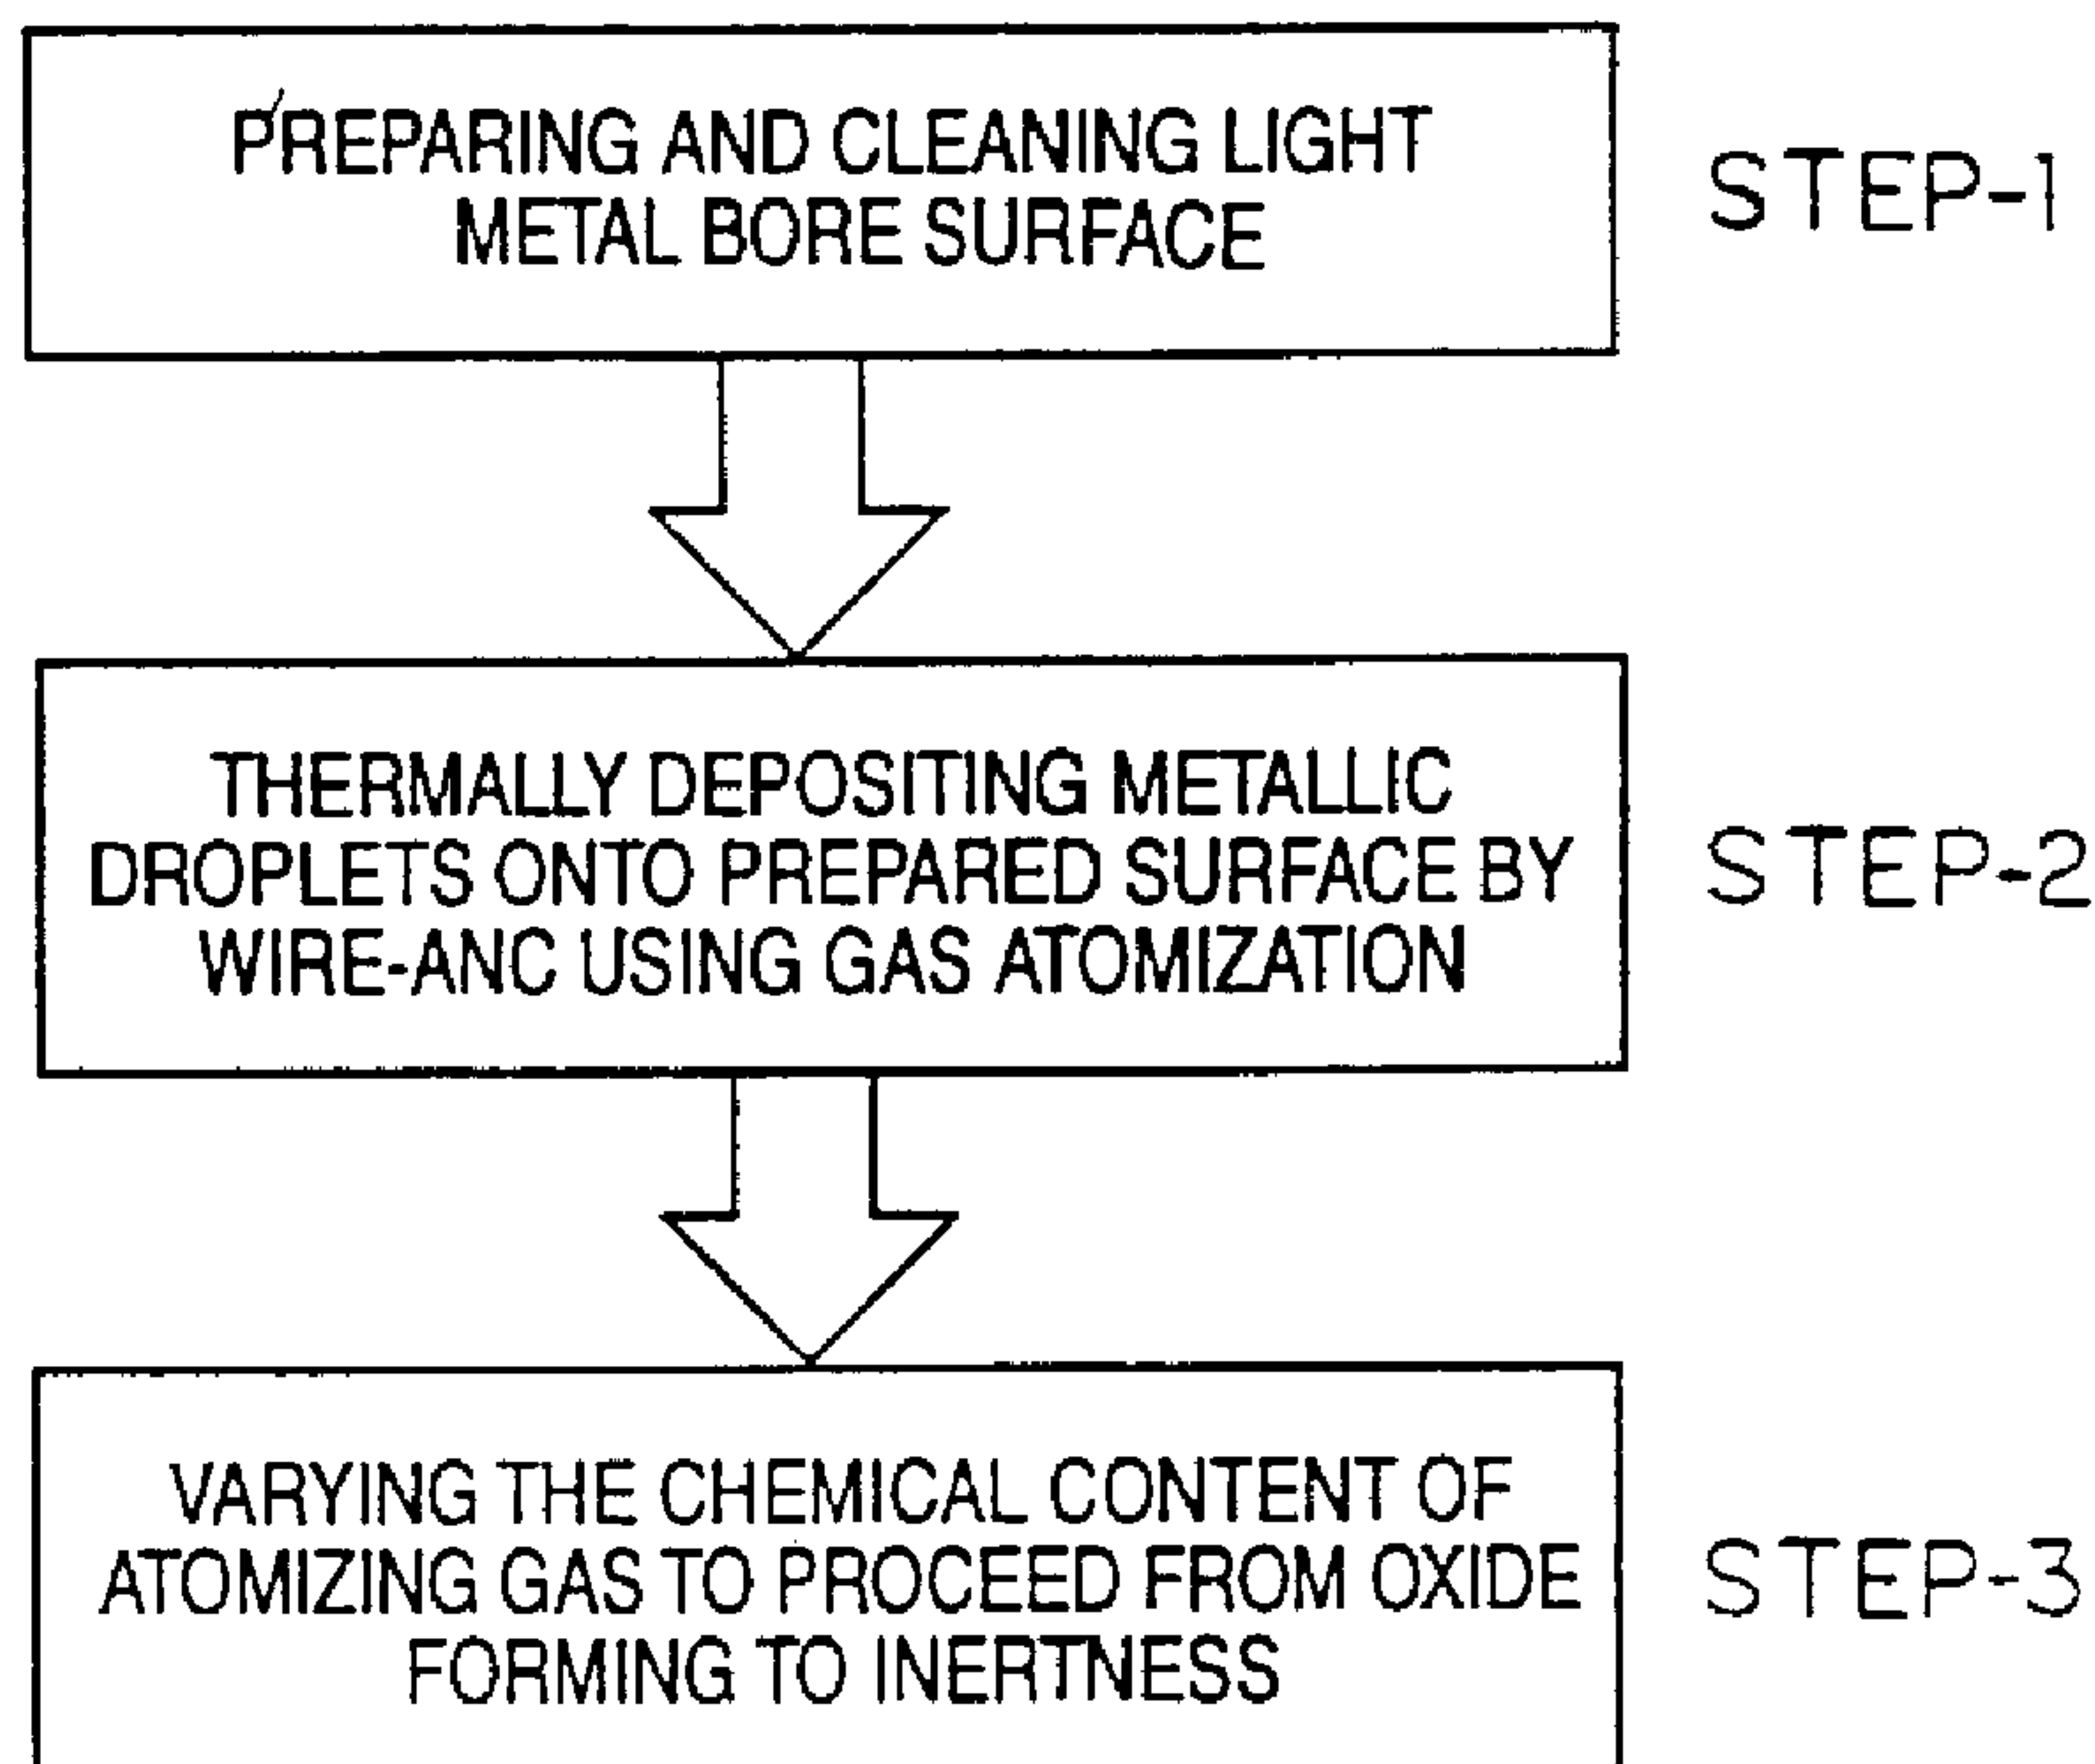 PREPARING AND CLEANING LIGHT
METAL BORE SURFACE
STEP-1
THERMALLY DEPOSITING METALLIC
DROPLETS ONTO PREPARED SURFACE BY
WIRE-ANC USING GAS ATOMIZATION
STEP-2
VARYING THE CHEMICAL CONTENT OF
ATOMIZING GAS TO PROCEED FROM OXIDE
FORMING TO INERTNESS
STEP-3